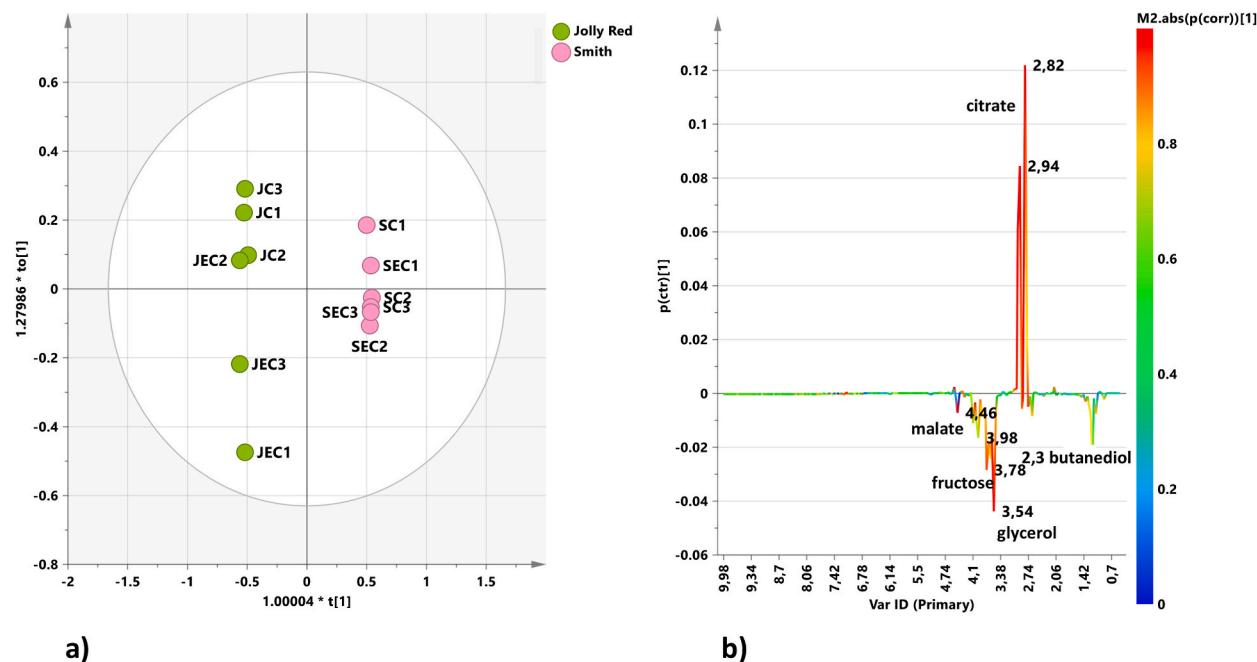 Jolly Red
Smith
0.6
0.4
0.2
0
-0.2
-0.4
-0.6
-0.8
1.27986 * to[1]
JC3
JC1
JC2
JEC2
JEC3
JEC1
SC1
SEC1
SC2
SC3
SEC3
SEC2
-2
-1.5
-1
-0.5
0
0.5
1
1.5
1.00004 * t[1]
a)
M2.abs(p(corr))[1]
0.12
0.1
0.08
0.06
0.04
0.02
0
-0.02
-0.04
-0.06
p(ctr)[1]
2,82
citrate
2,94
4,46
malate
3,98
2,3 butanediol
3,78
fructose
3,54
glycerol
9,98
9,34
8,7
8,06
7,42
6,78
6,14
5,5
4,74
4,1
3,38
2,74
2,06
1,42
0,7
Var ID (Primary)
0.8
0.6
0.4
0.2
0
b)